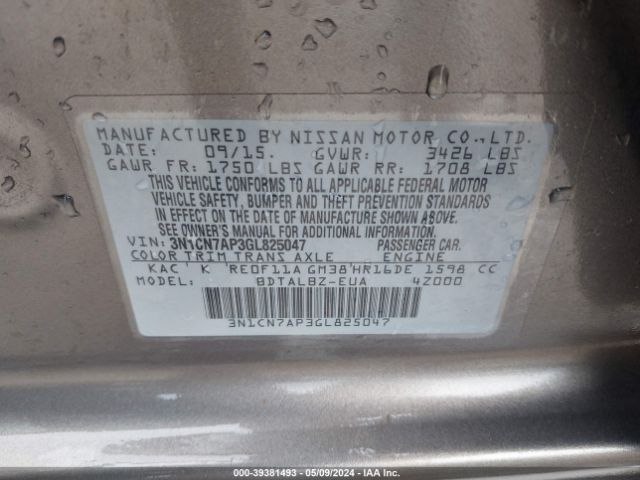 MANUFACTURED BY NISSAN MOTOR CO., LTD.
DATE: 09/15. GVWR: 3426 LBS
GAWR FR: 1750 LBS GAWR RR: 1708 LBS
THIS VEHICLE CONFORMS TO ALL APPLICABLE FEDERAL MOTOR
VEHICLE SAFETY, BUMPER AND THEFT PREVENTION STANDARDS
IN EFFECT ON THE DATE OF MANUFACTURE SHOWN ABOVE.
SEE OWNER'S MANUAL FOR ADDITIONAL INFORMATION.
VIN: 3N1CN7AP3GL825047 PASSENGER CAR.
COLOR TRIM TRANS AXLE ENGINE
KAC K RE0F11A GM38 HR16DE 1598 CC
MODEL: BDTALBZ-EUA 4Z000
3N1CN7AP3GL825047
000-39381493 - 05/09/2024 - IAA Inc.